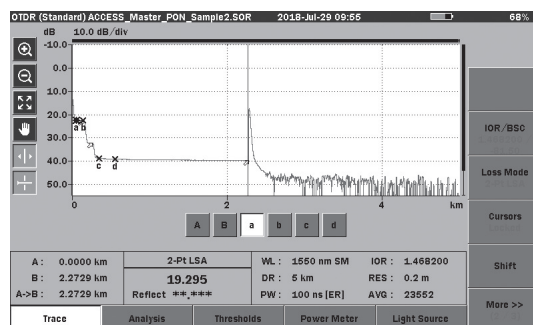 OTDR (Standard) ACCESS_Master_PON_Sample2.SOR 2018-Jul-29 09:55 68%
dB 10.0 dB/div
-10.0
0.0
10.0
20.0
30.0
40.0
50.0
a b
c d
0 2 4 km
A B a b c d
IOR/BSC
Loss Mode
Cursors
Shift
More >>
A: 0.0000 km 2-Pt LSA WL: 1550 nm SM IOR: 1.468200
B: 2.2729 km 19.295 DR: 5 km RES: 0.2 m
A->B: 2.2729 km Reflect **.*** PW: 100 ns [ER] AVG: 23552
Trace Analysis Thresholds Power Meter Light Source